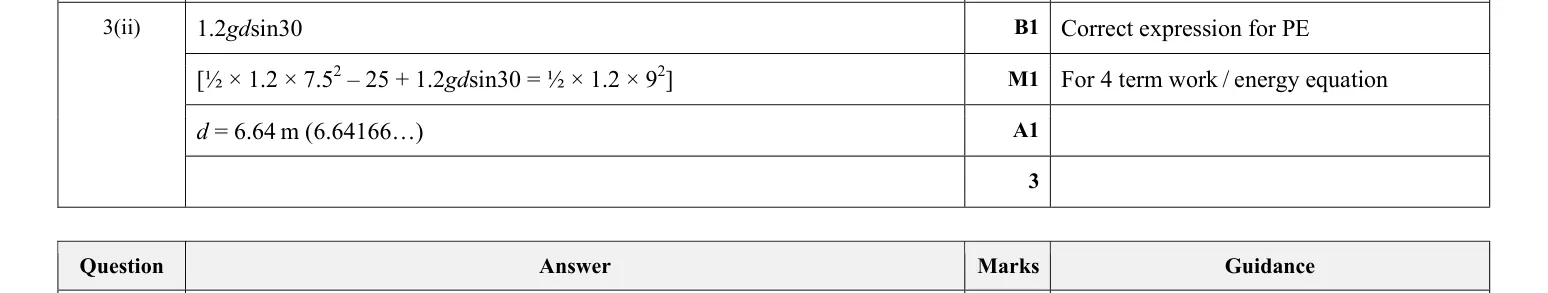 3(ii) 1.2gdsin30 B1 Correct expression for PE
[½ × 1.2 × 7.5² – 25 + 1.2gdsin30 = ½ × 1.2 × 9²] M1 For 4 term work / energy equation
d = 6.64 m (6.64166…) A1
3
Question Answer Marks Guidance